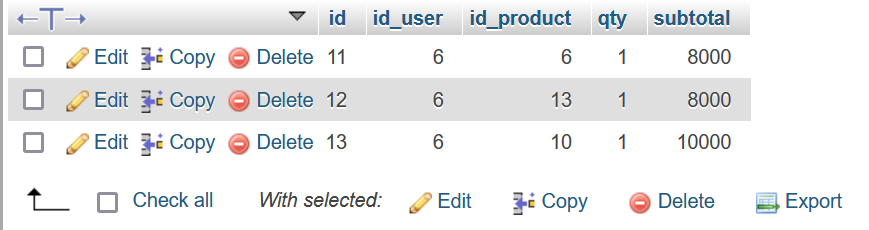 id id_user id_product qty subtotal
Edit Copy Delete 11 6 6 1 8000
Edit Copy Delete 12 6 13 1 8000
Edit Copy Delete 13 6 10 1 10000
Check all With selected: Edit Copy Delete Export